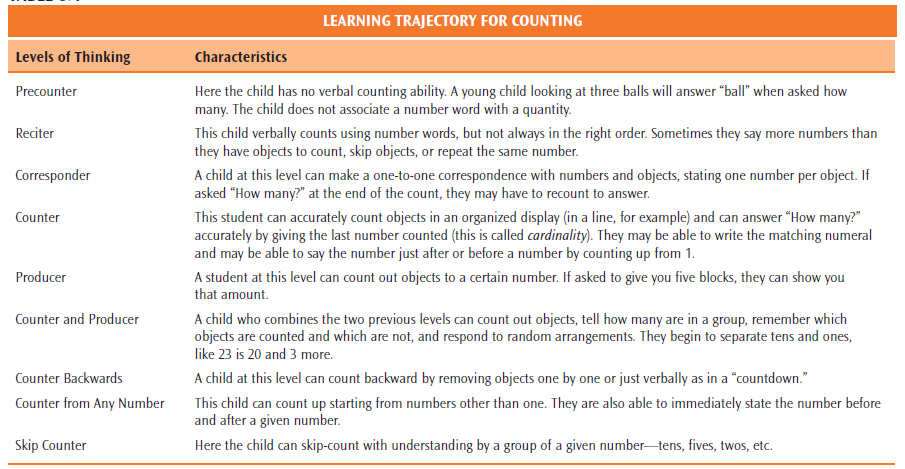 LEARNING TRAJECTORY FOR COUNTING
Levels of Thinking Characteristics
Precounter Here the child has no verbal counting ability. A young child looking at three balls will answer “ball” when asked how
many. The child does not associate a number word with a quantity.
Reciter This child verbally counts using number words, but not always in the right order. Sometimes they say more numbers than
they have objects to count, skip objects, or repeat the same number.
Corresponder A child at this level can make a one-to-one correspondence with numbers and objects, stating one number per object. If
asked “How many?” at the end of the count, they may have to recount to answer.
Counter This student can accurately count objects in an organized display (in a line, for example) and can answer “How many?”
accurately by giving the last number counted (this is called cardinality). They may be able to write the matching numeral
and may be able to say the number just after or before a number by counting up from 1.
Producer A student at this level can count out objects to a certain number. If asked to give you five blocks, they can show you
that amount.
Counter and Producer A child who combines the two previous levels can count out objects, tell how many are in a group, remember which
objects are counted and which are not, and respond to random arrangements. They begin to separate tens and ones,
like 23 is 20 and 3 more.
Counter Backwards A child at this level can count backward by removing objects one by one or just verbally as in a “countdown.”
Counter from Any Number This child can count up starting from numbers other than one. They are also able to immediately state the number before
and after a given number.
Skip Counter Here the child can skip-count with understanding by a group of a given number—tens, fives, twos, etc.